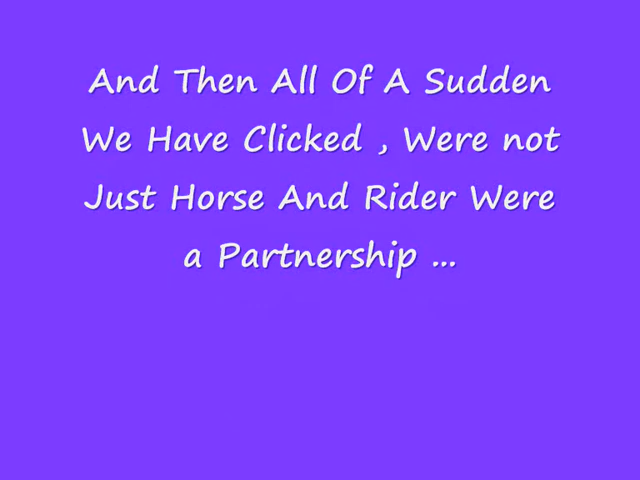 And Then All Of A Sudden
We Have Clicked , Were not
Just Horse And Rider Were
a Partnership ...